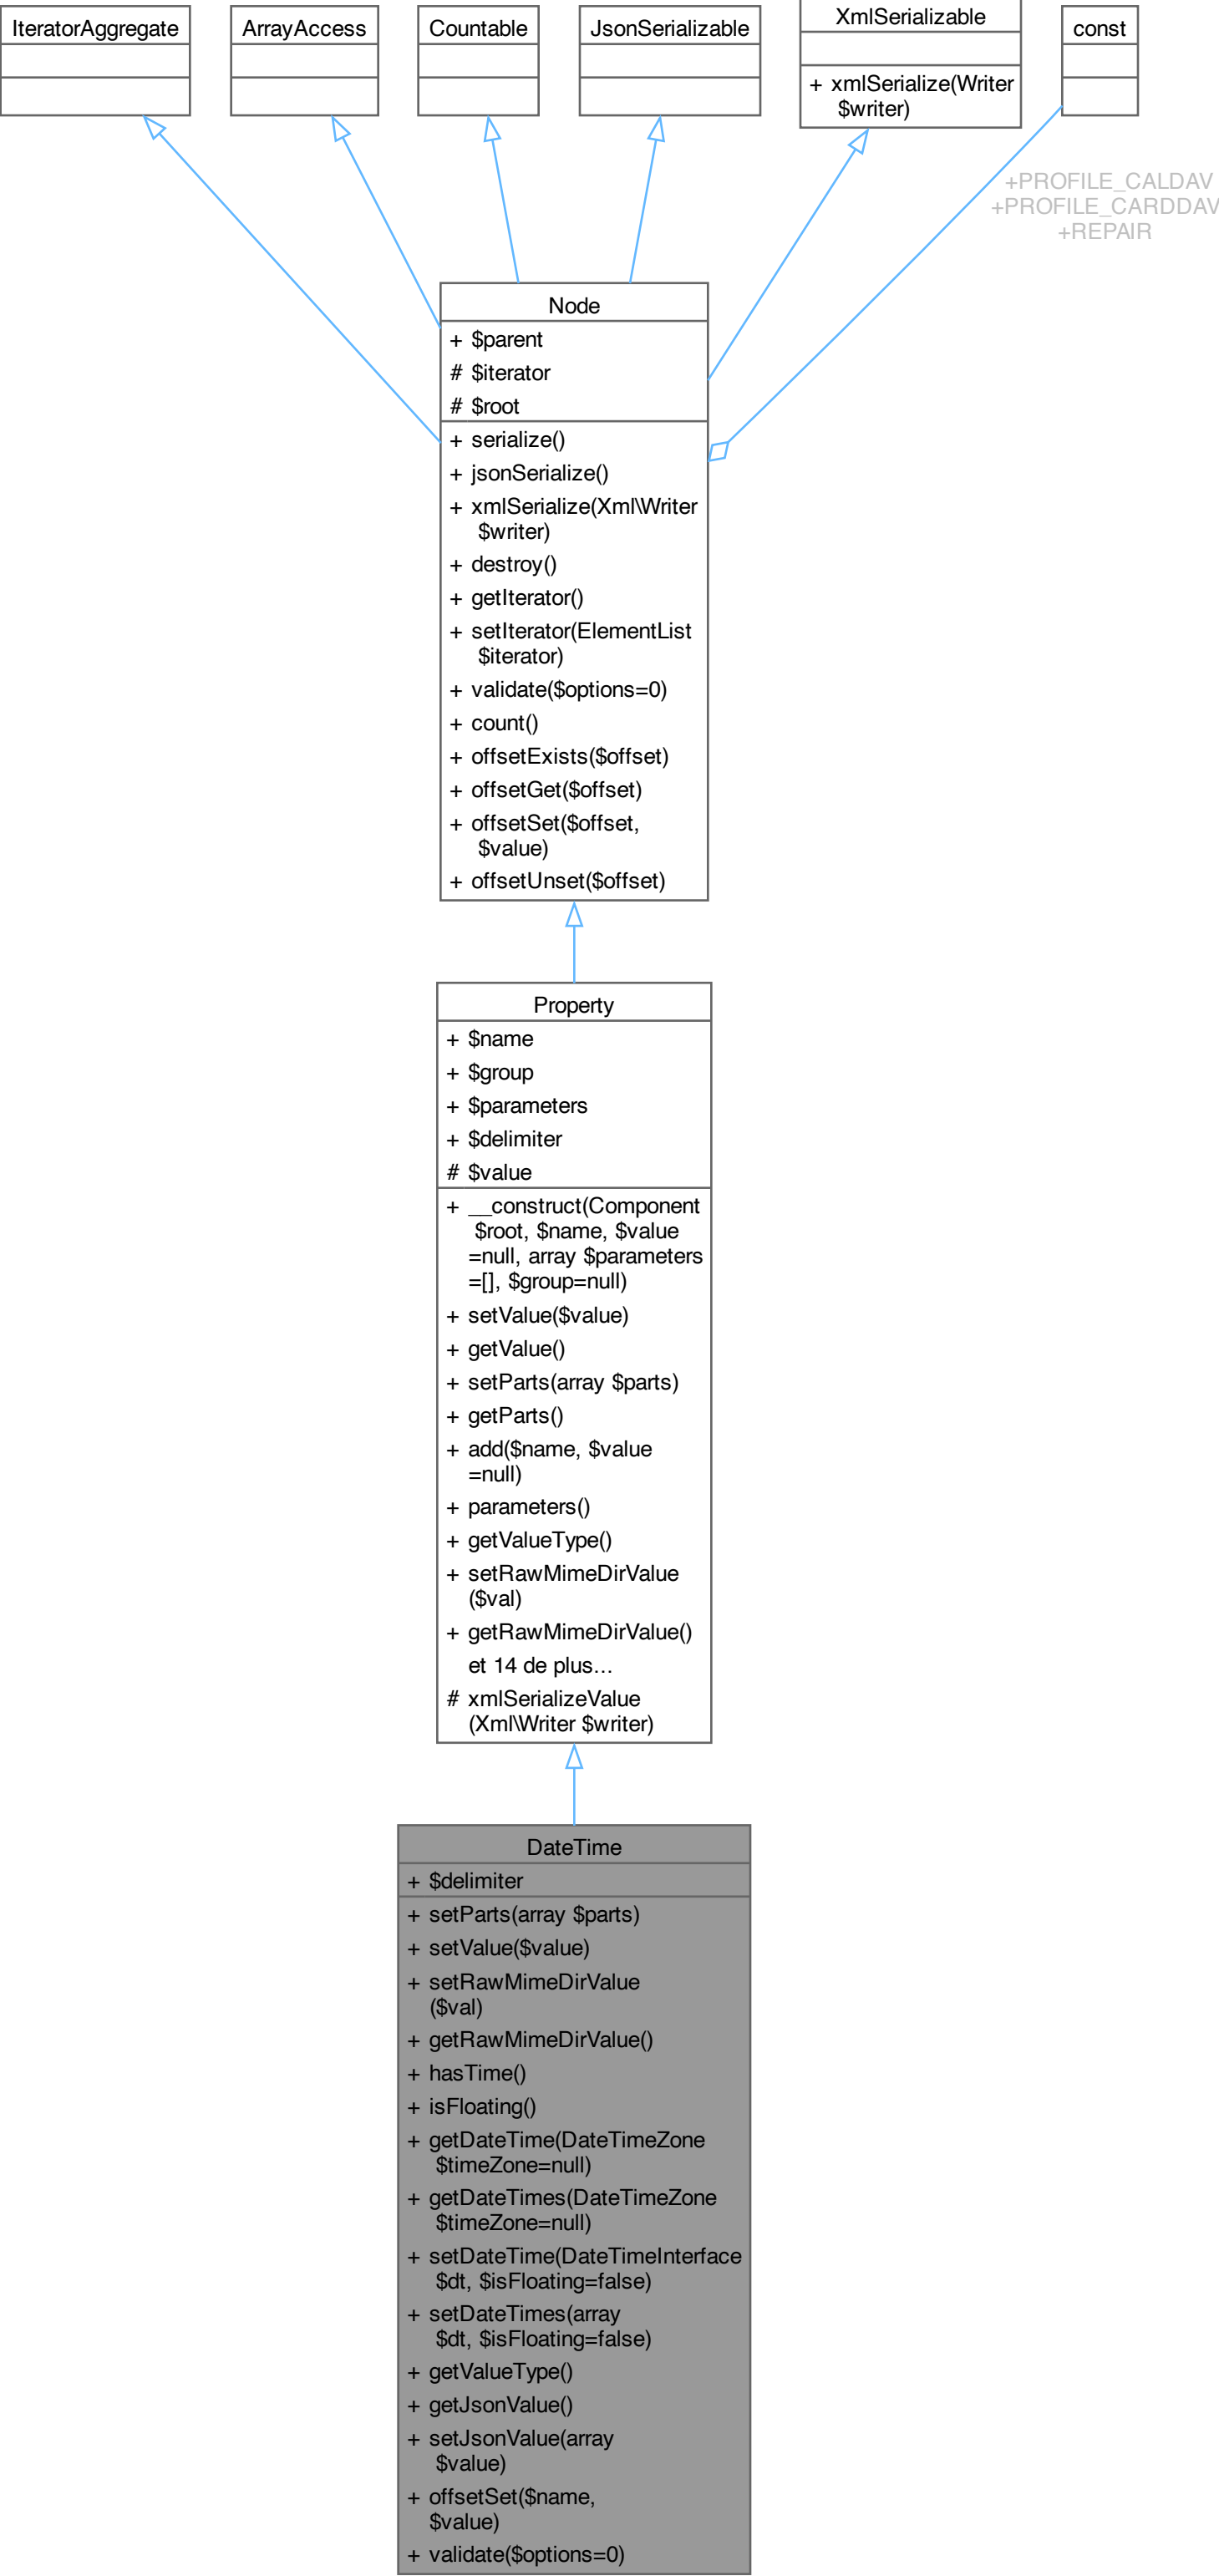 IteratorAggregate
ArrayAccess
Countable
JsonSerializable
XmlSerializable
+ xmlSerialize(Writer
$writer)
const
+PROFILE_CALDAV
+PROFILE_CARDDAV
+REPAIR
Node
+ $parent
# $iterator
# $root
+ serialize()
+ jsonSerialize()
+ xmlSerialize(Xml\Writer
$writer)
+ destroy()
+ getIterator()
+ setIterator(ElementList
$iterator)
+ validate($options=0)
+ count()
+ offsetExists($offset)
+ offsetGet($offset)
+ offsetSet($offset,
$value)
+ offsetUnset($offset)
Property
+ $name
+ $group
+ $parameters
+ $delimiter
# $value
+ __construct(Component
$root, $name, $value
=null, array $parameters
=[], $group=null)
+ setValue($value)
+ getValue()
+ setParts(array $parts)
+ getParts()
+ add($name, $value
=null)
+ parameters()
+ getValueType()
+ setRawMimeDirValue
($val)
+ getRawMimeDirValue()
et 14 de plus...
# xmlSerializeValue
(Xml\Writer $writer)
DateTime
+ $delimiter
+ setParts(array $parts)
+ setValue($value)
+ setRawMimeDirValue
($val)
+ getRawMimeDirValue()
+ hasTime()
+ isFloating()
+ getDateTime(DateTimeZone
$timeZone=null)
+ getDateTimes(DateTimeZone
$timeZone=null)
+ setDateTime(DateTimeInterface
$dt, $isFloating=false)
+ setDateTimes(array
$dt, $isFloating=false)
+ getValueType()
+ getJsonValue()
+ setJsonValue(array
$value)
+ offsetSet($name,
$value)
+ validate($options=0)